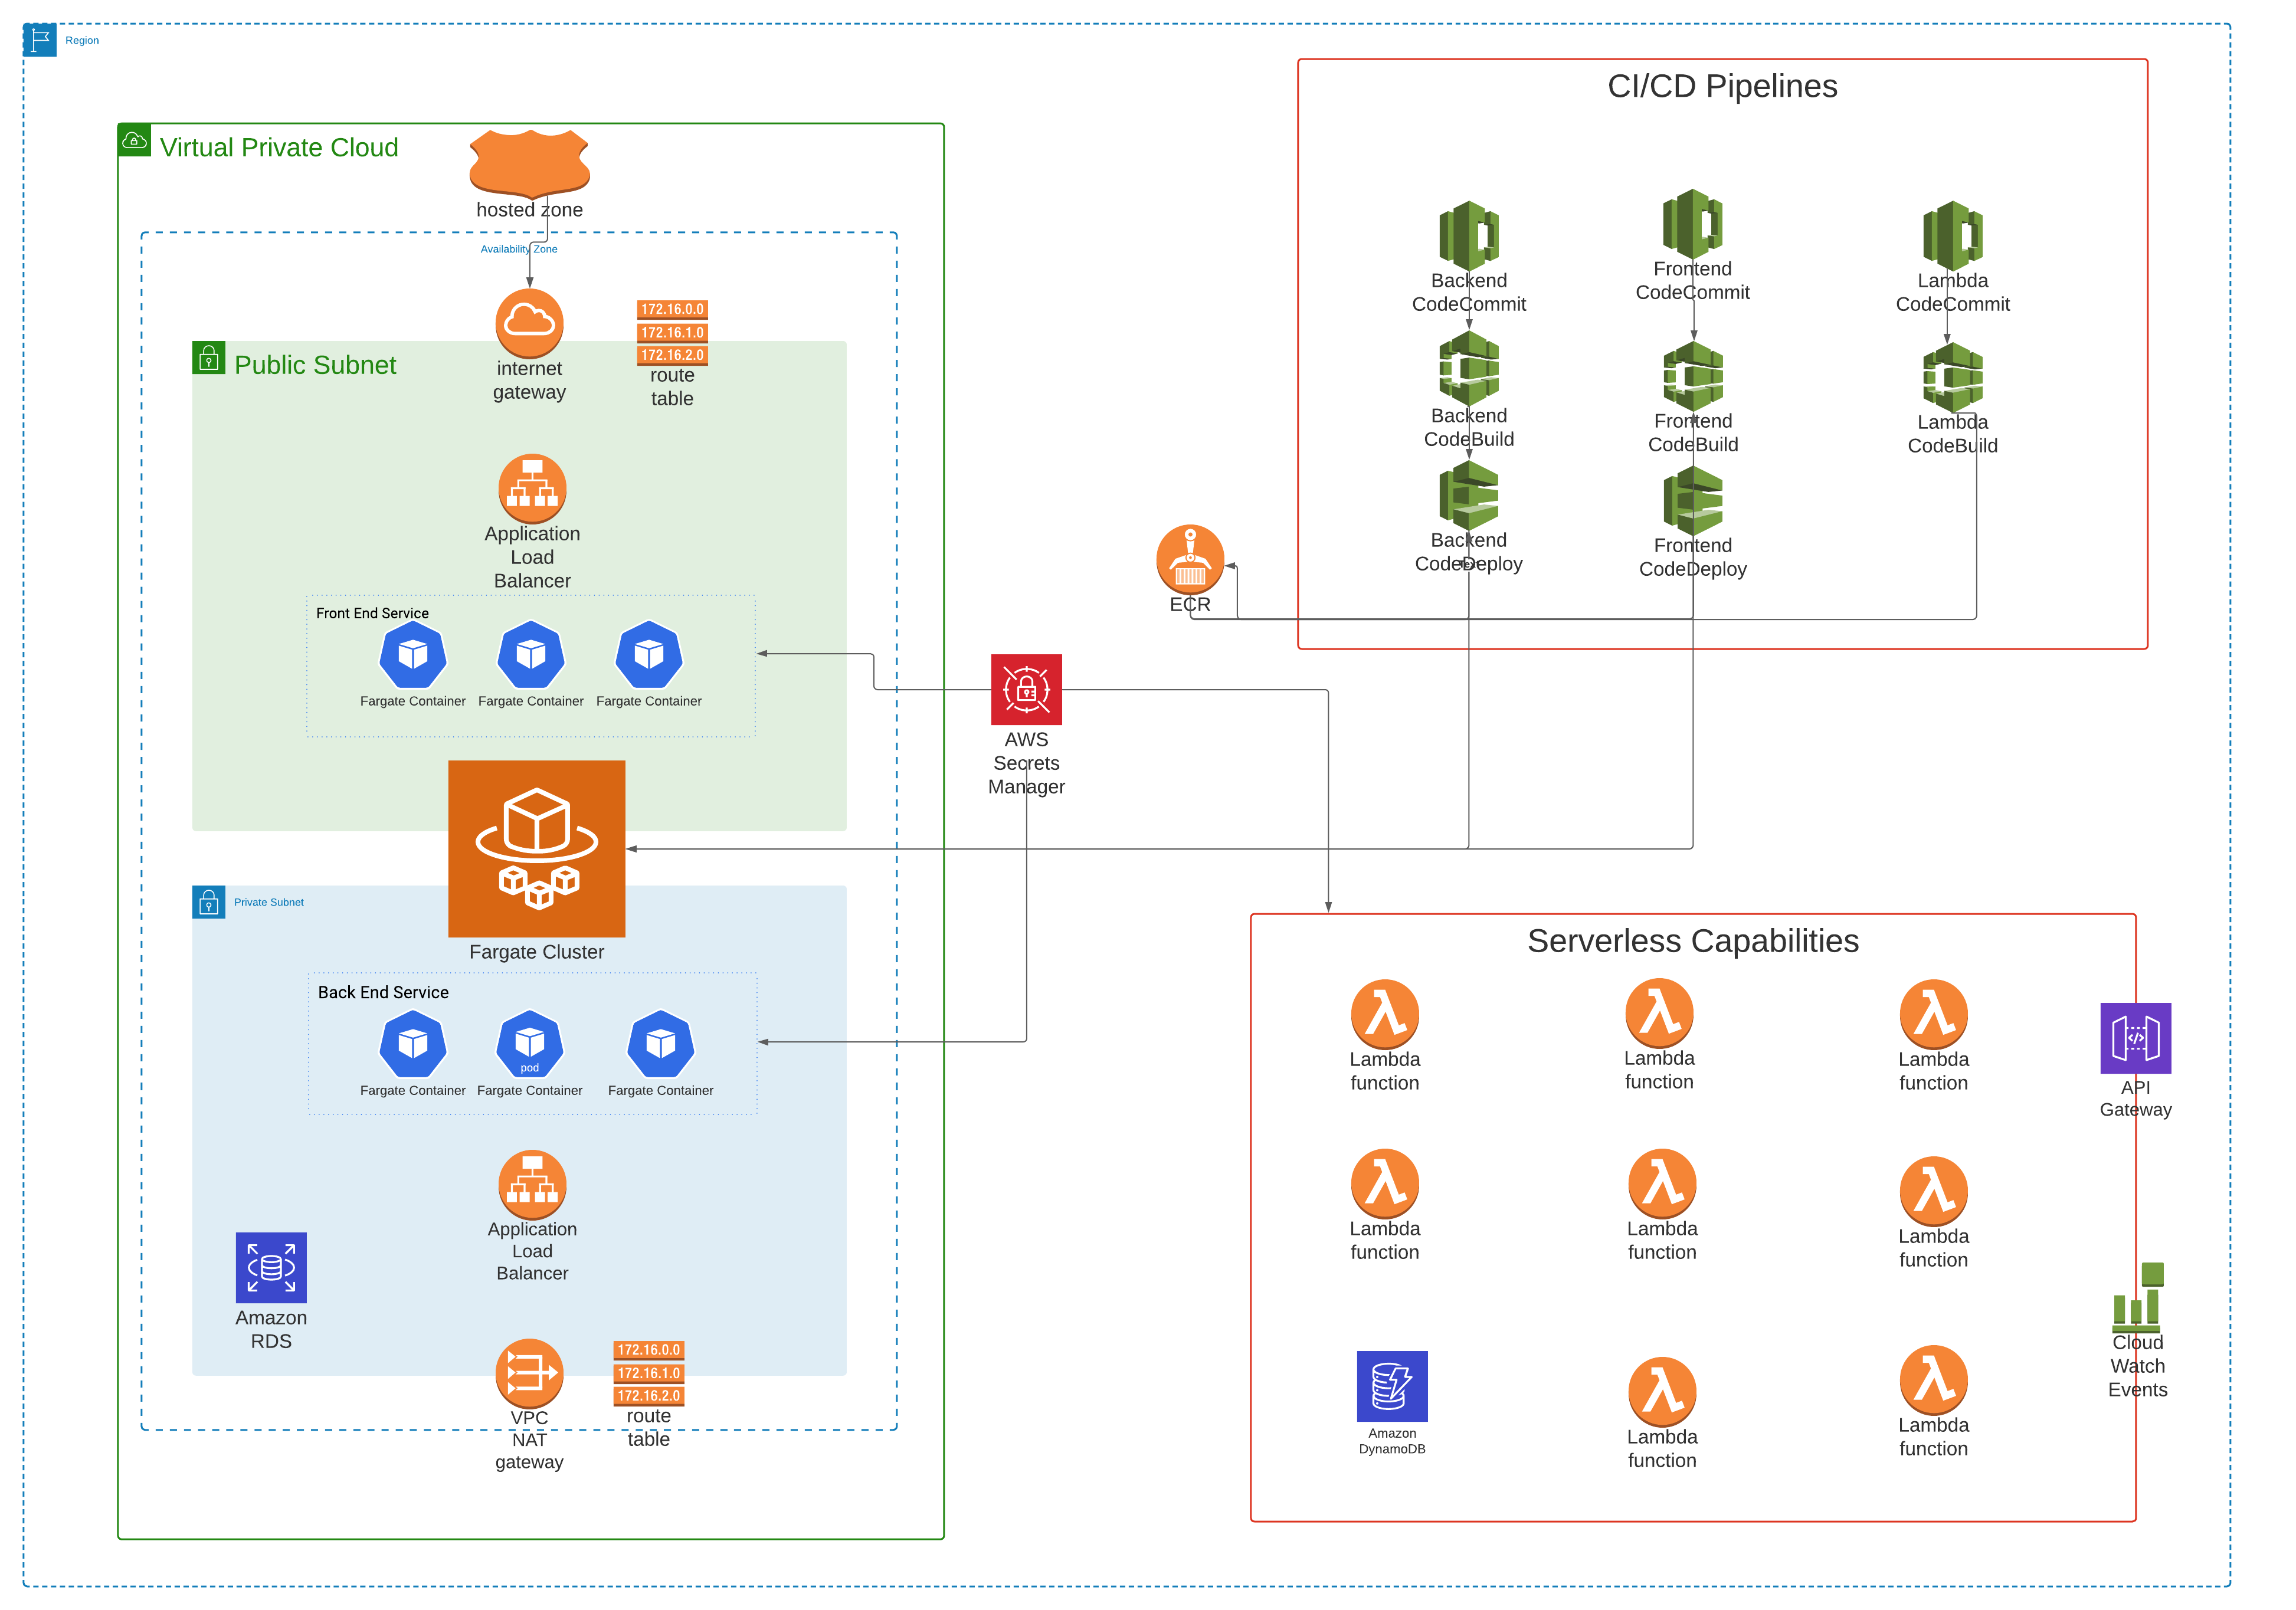 Region
CI/CD Pipelines
Virtual Private Cloud
hosted zone
Availability Zone
172.16.0.0
172.16.1.0
172.16.2.0
route
table
internet
gateway
Public Subnet
Application
Load
Balancer
Front End Service
Fargate Container
Fargate Container
Fargate Container
Fargate Cluster
Private Subnet
Back End Service
pod
Fargate Container
Fargate Container
Fargate Container
Application
Load
Balancer
Amazon
RDS
VPC
NAT
gateway
172.16.0.0
172.16.1.0
172.16.2.0
route
table
AWS
Secrets
Manager
ECR
Backend
CodeCommit
Frontend
CodeCommit
Lambda
CodeCommit
Backend
CodeBuild
Frontend
CodeBuild
Lambda
CodeBuild
Backend
CodeDeploy
Frontend
CodeDeploy
Serverless Capabilities
Lambda
function
Lambda
function
Lambda
function
API
Gateway
Lambda
function
Lambda
function
Lambda
function
Cloud
Watch
Events
Amazon
DynamoDB
Lambda
function
Lambda
function